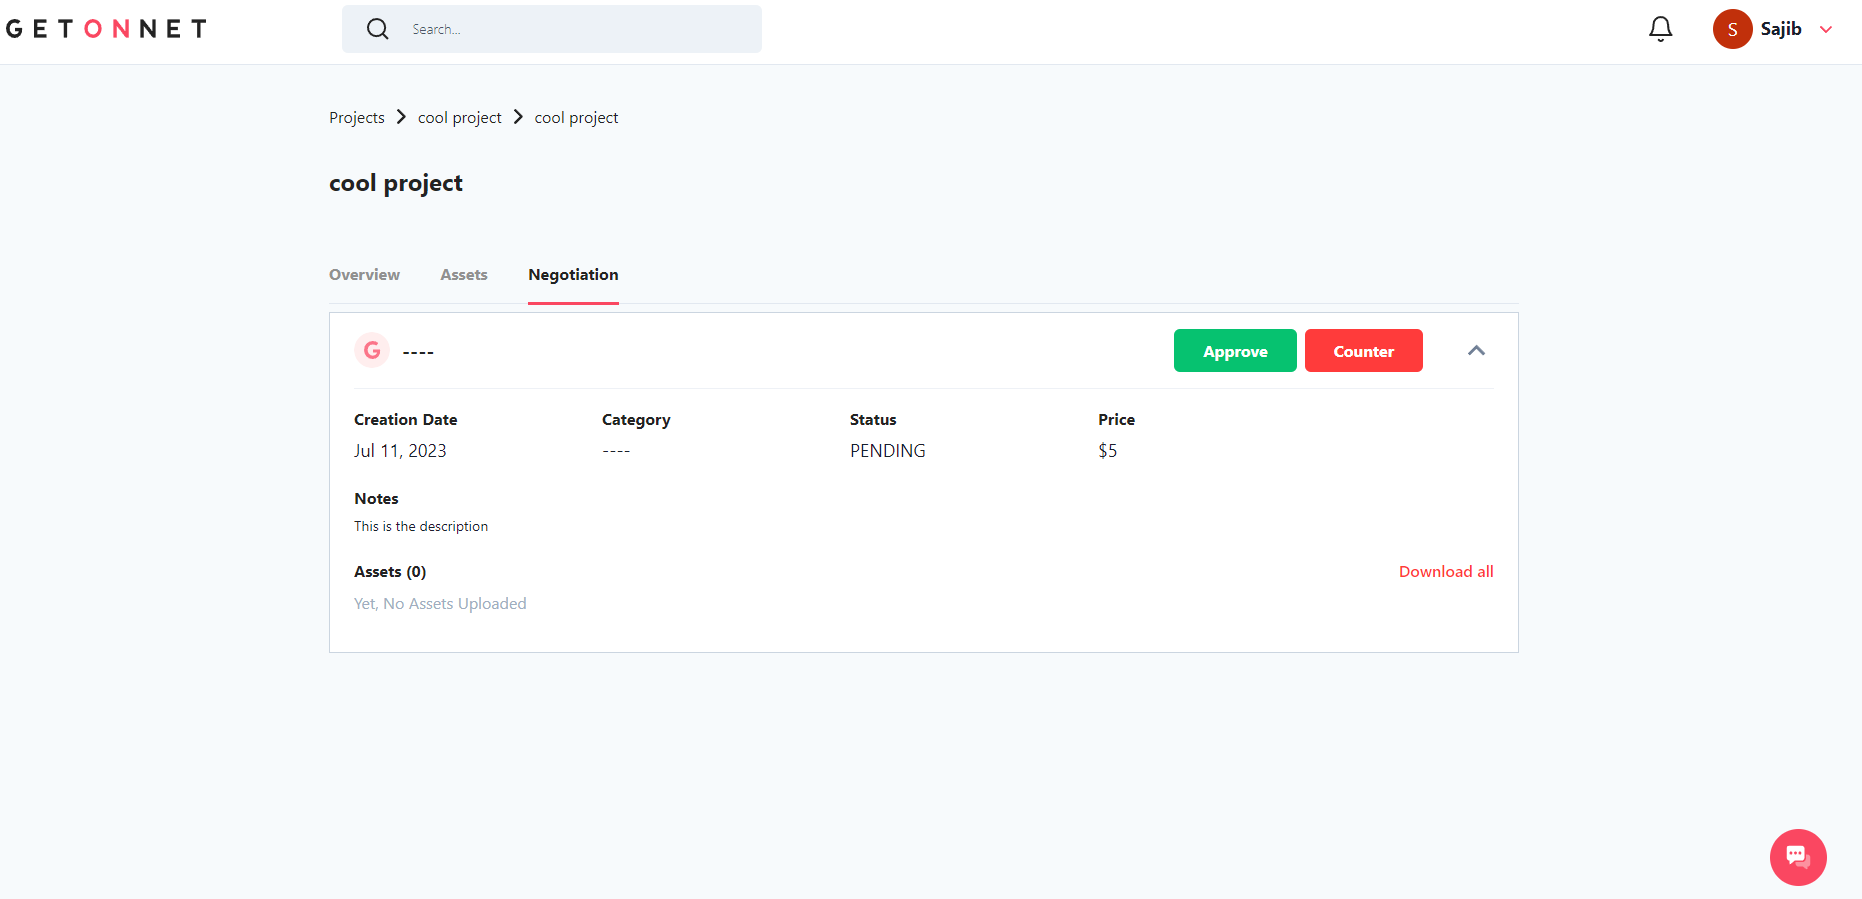 GETONNET
Search...
S
Sajib
Projects
cool project
cool project
cool project
Overview
Assets
Negotiation
G
----
Approve
Counter
Creation Date
Category
Status
Price
Jul 11, 2023
----
PENDING
$5
Notes
This is the description
Assets (0)
Download all
Yet, No Assets Uploaded